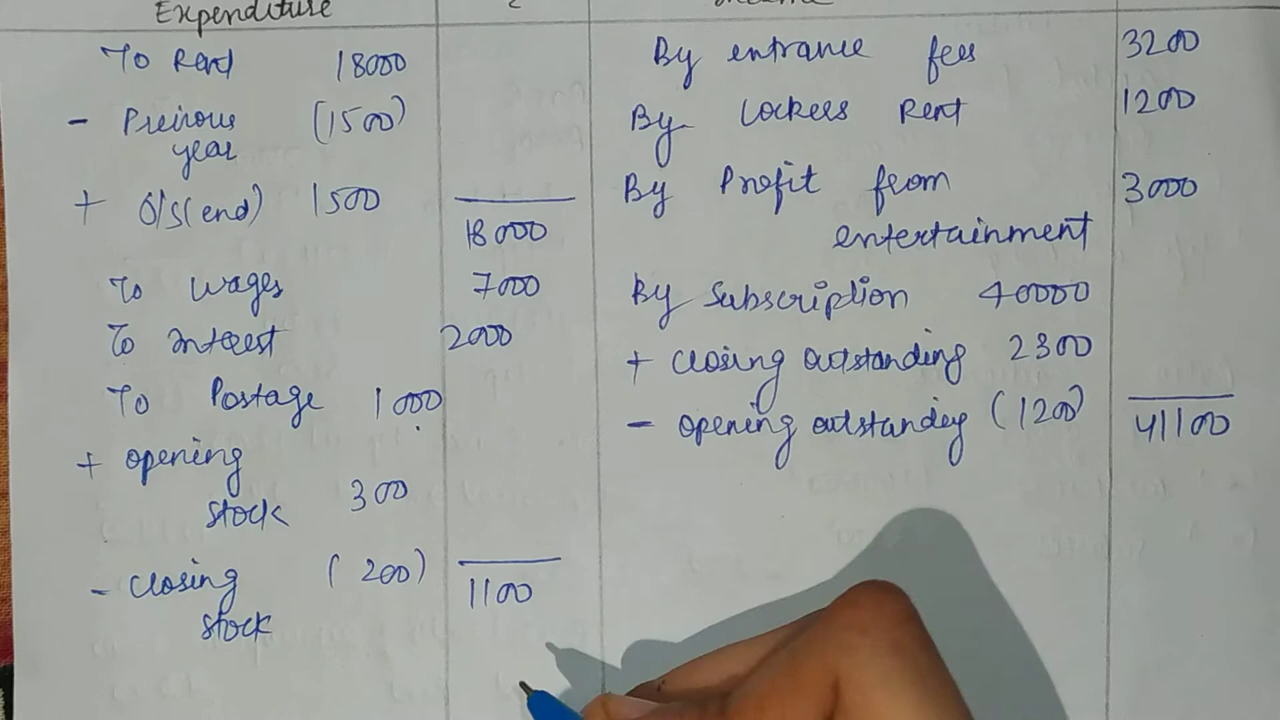 Expenditure
To Rent 18000
- Preivous (1500)
year
+ O/S(end) 1500
18000
To wages 7000
To Interest 2000
To Postage 1000
+ opening
stock 300
- closing (200)
stock
1100
By entrance fees 3200
By Lockers Rent 1200
By Profit from 3000
entertainment
By Subscription 40000
+ closing outstanding 2300
- opening outstanding (1200) 41100